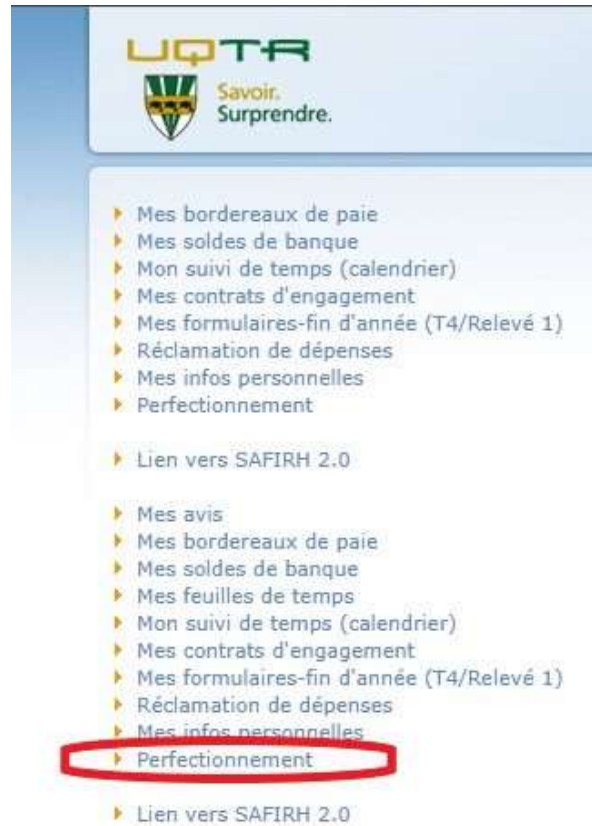 UQTR
Savoir.
Surprendre.
Mes bordereaux de paie
Mes soldes de banque
Mon suivi de temps (calendrier)
Mes contrats d'engagement
Mes formulaires-fin d'année (T4/Relevé 1)
Réclamation de dépenses
Mes infos personnelles
Perfectionnement
Lien vers SAFIRH 2.0
Mes avis
Mes bordereaux de paie
Mes soldes de banque
Mes feuilles de temps
Mon suivi de temps (calendrier)
Mes contrats d'engagement
Mes formulaires-fin d'année (T4/Relevé 1)
Réclamation de dépenses
Mes infos personnelles
Perfectionnement
Lien vers SAFIRH 2.0